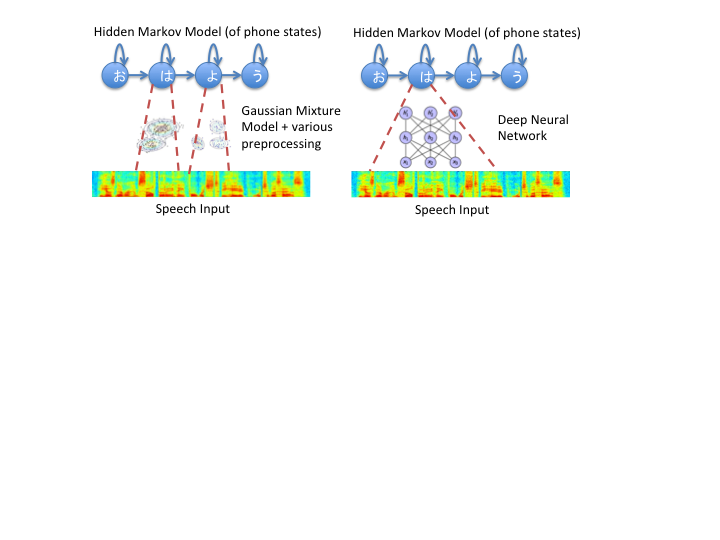 Hidden Markov Model (of phone states)
お は よ う
Gaussian Mixture
Model + various
preprocessing
Speech Input
Hidden Markov Model (of phone states)
お は よ う
Deep Neural
Network
Speech Input